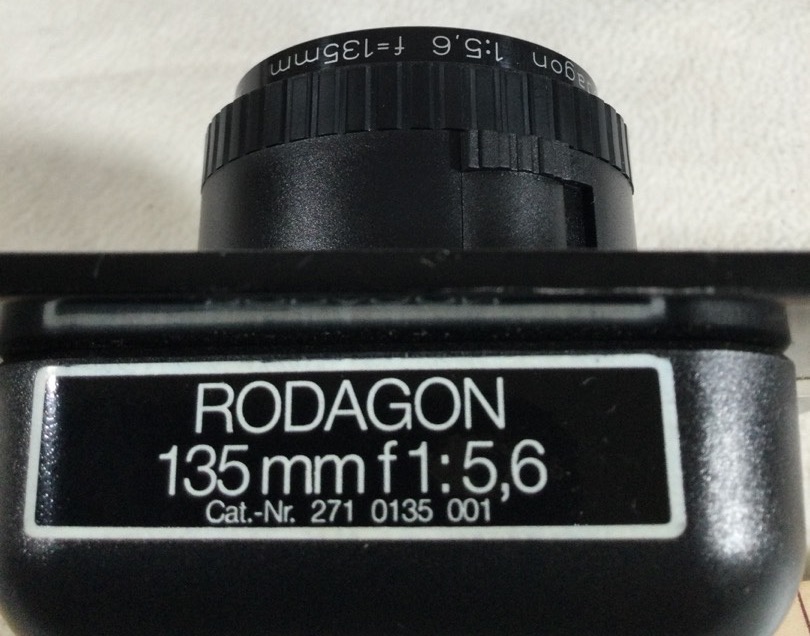 1:5,6 f=135mm
RODAGON
135 mm f 1:5,6
Cat.-Nr. 271 0135 001